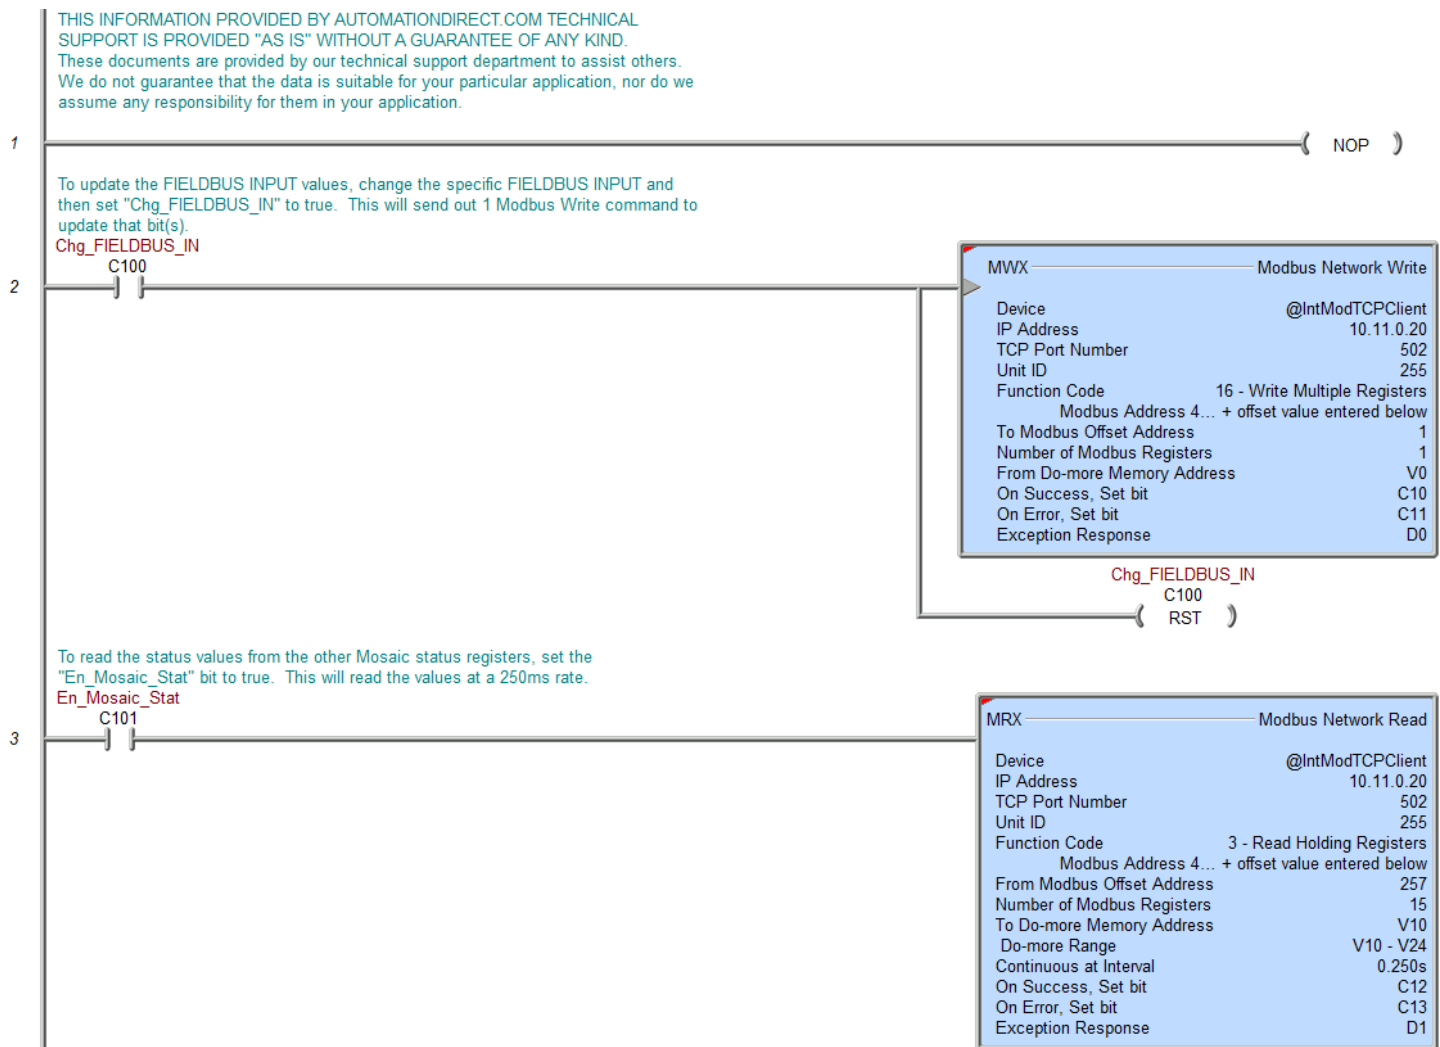 THIS INFORMATION PROVIDED BY AUTOMATIONDIRECT.COM TECHNICAL
SUPPORT IS PROVIDED "AS IS" WITHOUT A GUARANTEE OF ANY KIND.
These documents are provided by our technical support department to assist others.
We do not guarantee that the data is suitable for your particular application, nor do we
assume any responsibility for them in your application.
1
NOP
To update the FIELDBUS INPUT values, change the specific FIELDBUS INPUT and
then set "Chg_FIELDBUS_IN" to true.  This will send out 1 Modbus Write command to
update that bit(s).
Chg_FIELDBUS_IN
C100
2
MWX Modbus Network Write
Device @IntModTCPClient
IP Address 10.11.0.20
TCP Port Number 502
Unit ID 255
Function Code 16 - Write Multiple Registers
Modbus Address 4... + offset value entered below
To Modbus Offset Address 1
Number of Modbus Registers 1
From Do-more Memory Address V0
On Success, Set bit C10
On Error, Set bit C11
Exception Response D0
Chg_FIELDBUS_IN
C100
RST
To read the status values from the other Mosaic status registers, set the
"En_Mosaic_Stat" bit to true.  This will read the values at a 250ms rate.
En_Mosaic_Stat
C101
3
MRX Modbus Network Read
Device @IntModTCPClient
IP Address 10.11.0.20
TCP Port Number 502
Unit ID 255
Function Code 3 - Read Holding Registers
Modbus Address 4... + offset value entered below
From Modbus Offset Address 257
Number of Modbus Registers 15
To Do-more Memory Address V10
Do-more Range V10 - V24
Continuous at Interval 0.250s
On Success, Set bit C12
On Error, Set bit C13
Exception Response D1